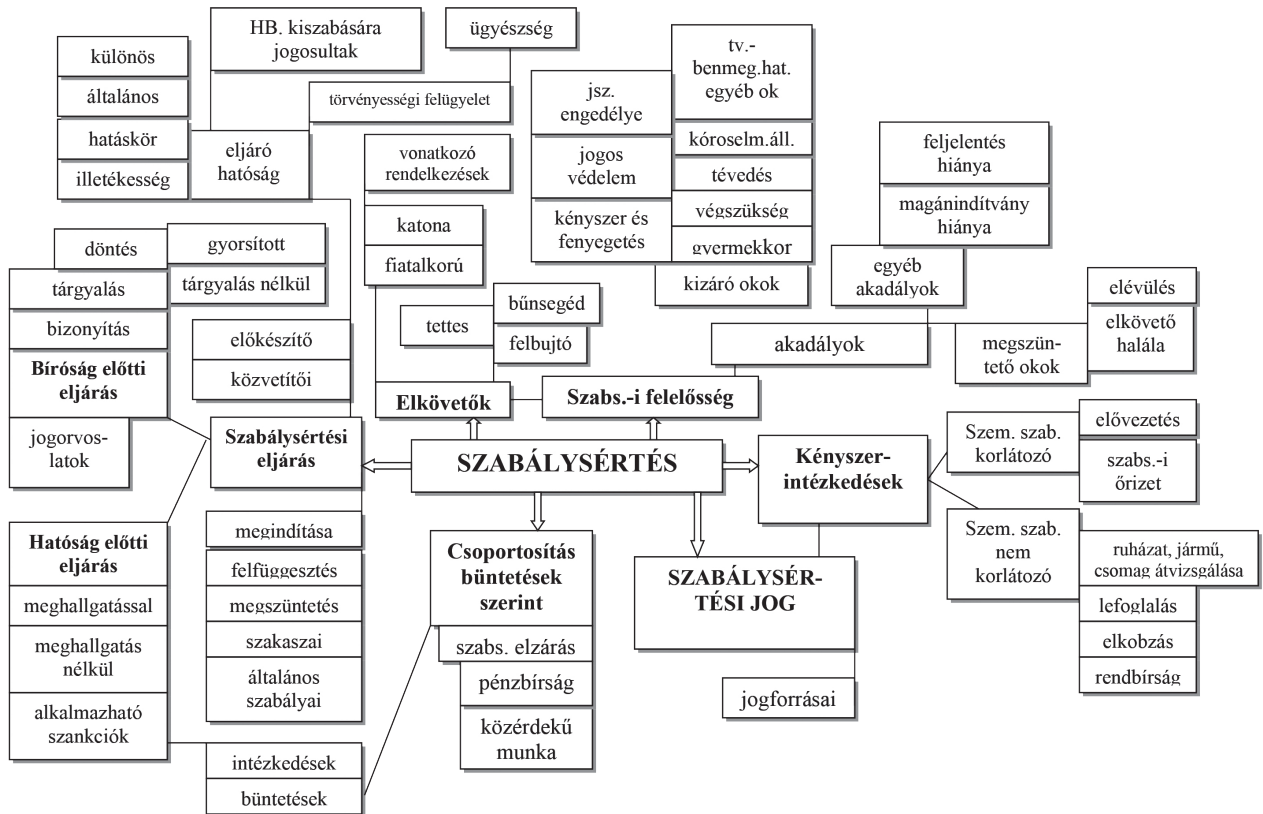 HB. kiszabására
jogosultak
ügyészség
különös
általános
hatáskör
illetékesség
eljáró
hatóság
törvényességi felügyelet
vonatkozó
rendelkezések
katona
fiatalkorú
jsz.
engedélye
jogos
védelem
kényszer és
fenyegetés
tv.-
benmeg.hat.
egyéb ok
kóroselm.áll.
tévedés
végszükség
gyermekkor
kizáró okok
feljelentés
hiánya
magánindítvány
hiánya
egyéb
akadályok
elévülés
elkövető
halála
megszün-
tető okok
akadályok
döntés
gyorsított
tárgyalás
tárgyalás nélkül
bizonyítás
Bíróság előtti
eljárás
jogorvos-
latok
előkészítő
közvetítői
tettes
bűnsegéd
felbujtó
Elkövetők
Szabs.-i felelősség
Szabálysértési
eljárás
SZABÁLYSÉRTÉS
Kényszer-
intézkedések
Szem. szab.
korlátozó
elővezetés
szabs.-i
őrizet
Szem. szab.
nem
korlátozó
ruházat, jármű,
csomag átvizsgálása
lefoglalás
elkobzás
rendbírság
Hatóság előtti
eljárás
meghallgatással
meghallgatás
nélkül
alkalmazható
szankciók
megindítása
felfüggesztés
megszüntetés
szakaszai
általános
szabályai
intézkedések
büntetések
Csoportosítás
büntetések
szerint
szabs. elzárás
pénzbírság
közérdekű
munka
SZABÁLYSÉR-
TÉSI JOG
jogforrásai